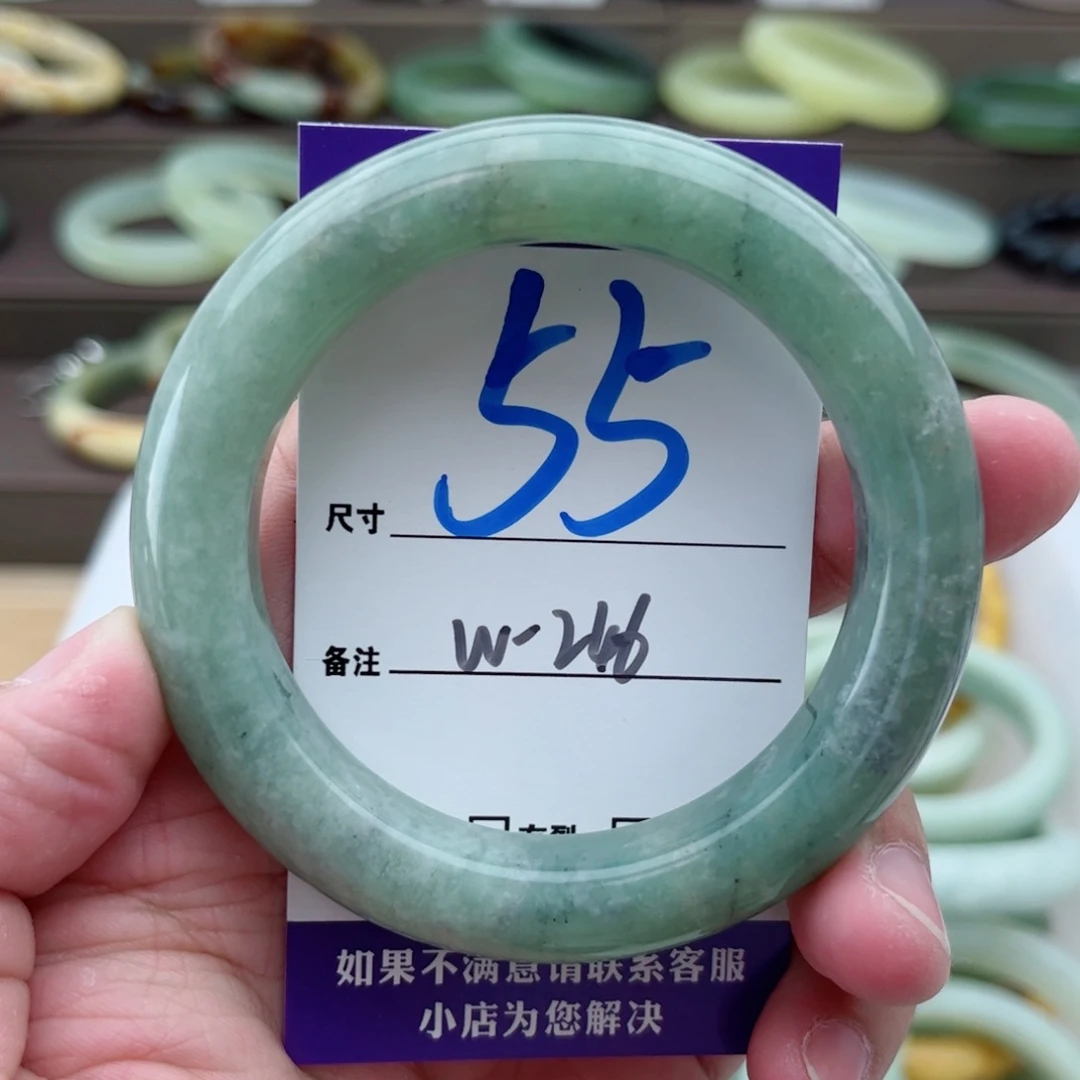 尺寸 55
备注 W-246
如果不满意请联系客服
小店为您解决